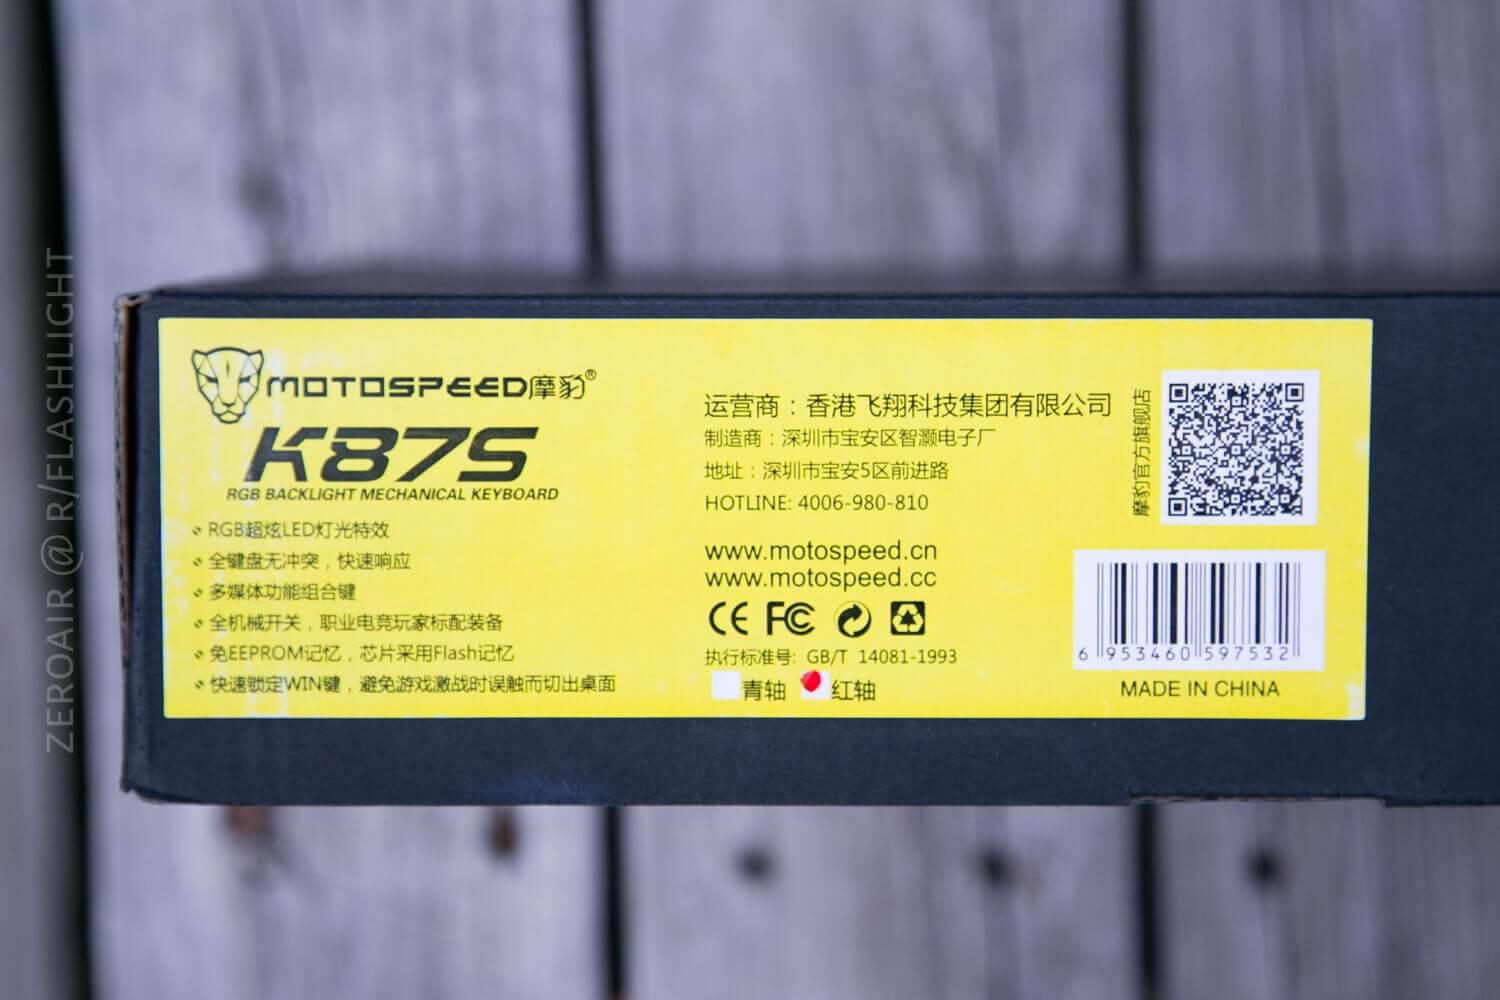 MOTOSPEED摩豹®
K87S
RGB BACKLIGHT MECHANICAL KEYBOARD
RGB超炫LED灯光特效
全键盘无冲突，快速响应
多媒体功能组合键
全机械开关，职业电竞玩家标配装备
免EEPROM记忆，芯片采用Flash记忆
快速锁定WIN键，避免游戏激战时误触而切出桌面
运营商：香港飞翔科技集团有限公司
制造商：深圳市宝安区智灏电子厂
地址：深圳市宝安5区前进路
HOTLINE: 4006-980-810
www.motospeed.cn
www.motospeed.cc
CE FC
执行标准号: GB/T 14081-1993
青轴 红轴
摩豹官方旗舰店
6 953460 597532
MADE IN CHINA
ZEROAIR @ R/FLASHLIGHT